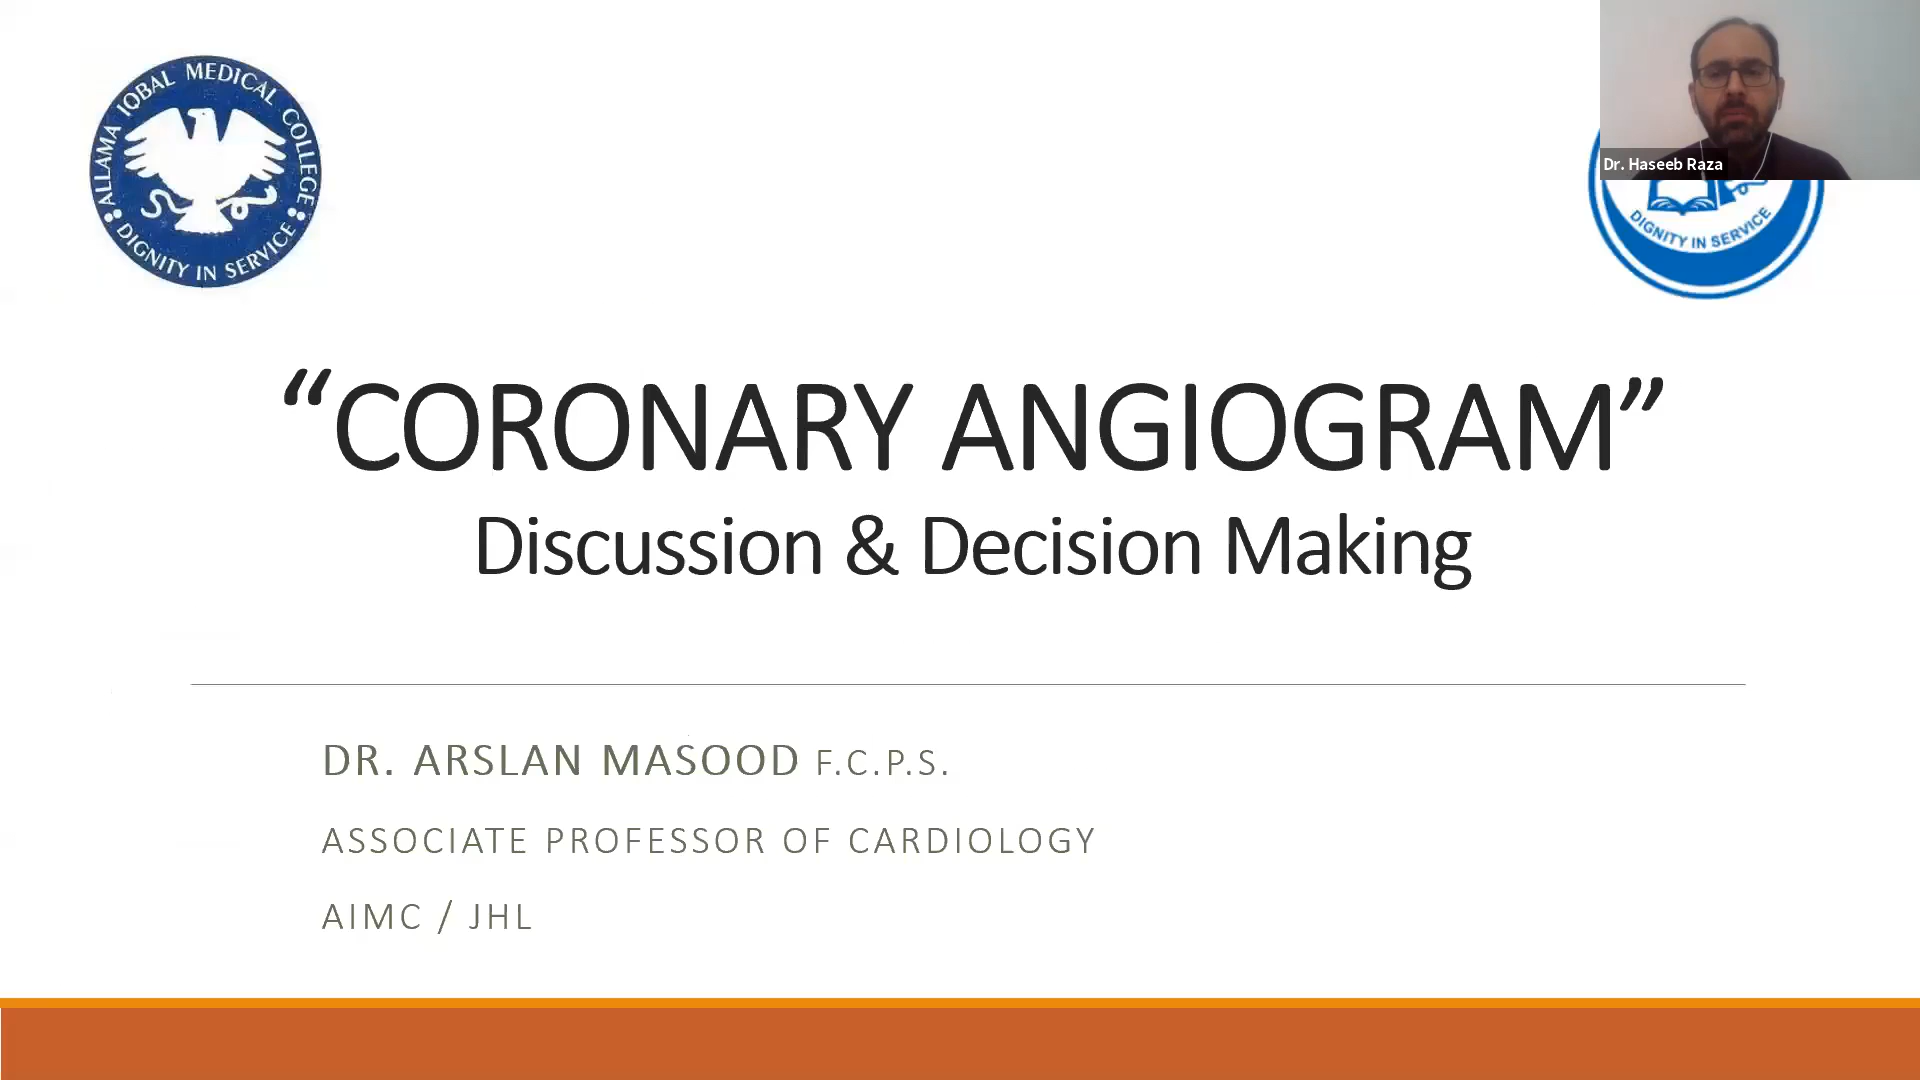 ALLAMA IQBAL MEDICAL COLLEGE
DIGNITY IN SERVICE
Dr. Haseeb Raza
DIGNITY IN SERVICE
“CORONARY ANGIOGRAM”
Discussion & Decision Making
DR. ARSLAN MASOOD F.C.P.S.
ASSOCIATE PROFESSOR OF CARDIOLOGY
AIMC / JHL